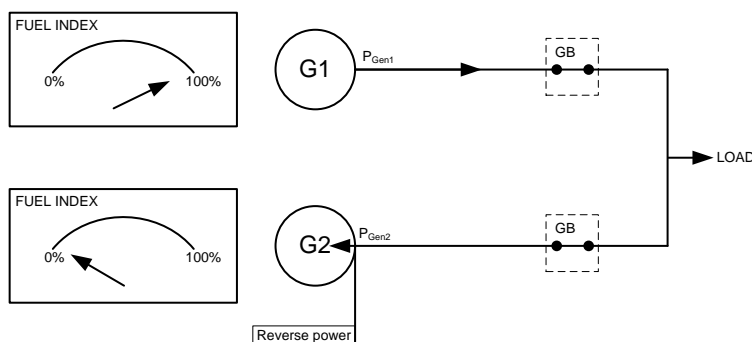 FUEL INDEX
0%
100%
G1
PGen1
GB
LOAD
FUEL INDEX
0%
100%
G2
PGen2
GB
Reverse power